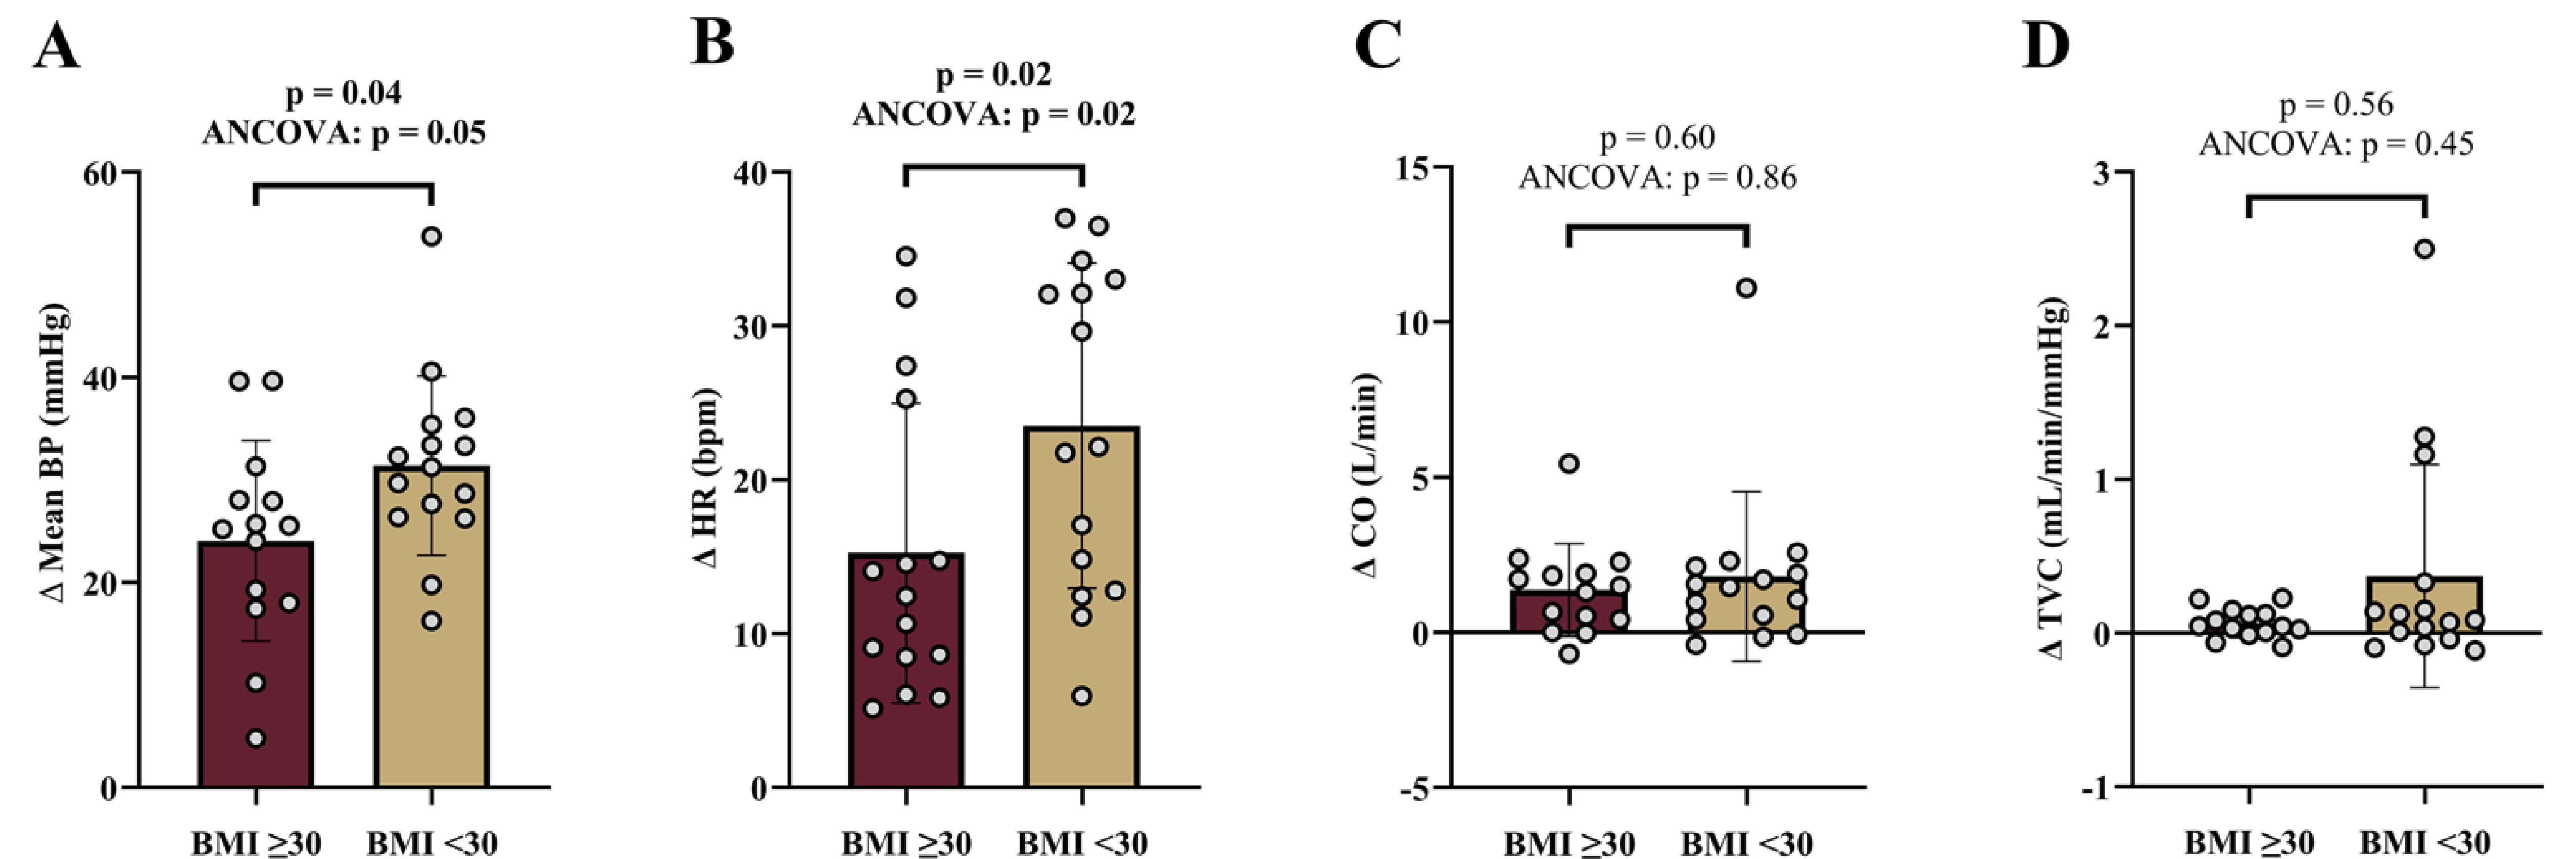 A
p = 0.04
ANCOVA: p = 0.05
Δ Mean BP (mmHg)
60
40
20
0
BMI ≥30
BMI <30
B
p = 0.02
ANCOVA: p = 0.02
Δ HR (bpm)
40
30
20
10
0
BMI ≥30
BMI <30
C
p = 0.60
ANCOVA: p = 0.86
Δ CO (L/min)
15
10
5
0
-5
BMI ≥30
BMI <30
D
p = 0.56
ANCOVA: p = 0.45
Δ TVC (mL/min/mmHg)
3
2
1
0
-1
BMI ≥30
BMI <30